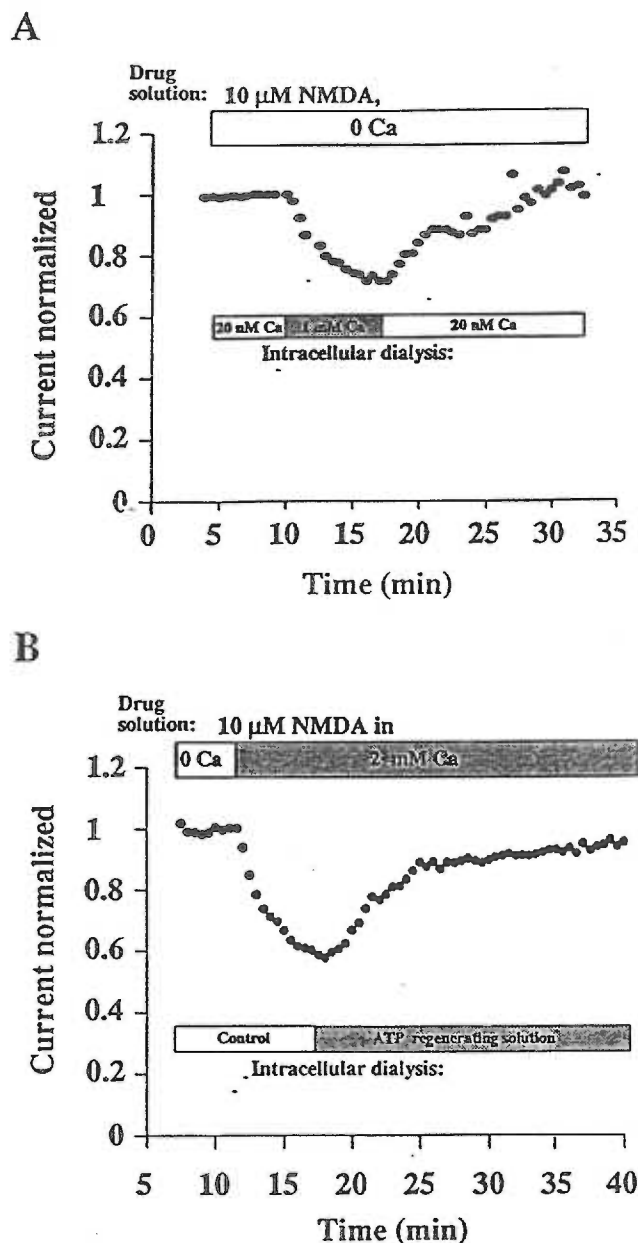 A
Drug
solution: 10 µM NMDA,
0 Ca
1.2
1
0.8
0.6
0.4
0.2
0
Current normalized
20 nM Ca 1 mM Ca 20 nM Ca
Intracellular dialysis:
0 5 10 15 20 25 30 35
Time (min)
B
Drug
solution: 10 µM NMDA in
0 Ca 2 mM Ca
1.2
1
0.8
0.6
0.4
0.2
0
Current normalized
Control ATP regenerating solution
Intracellular dialysis:
5 10 15 20 25 30 35 40
Time (min)